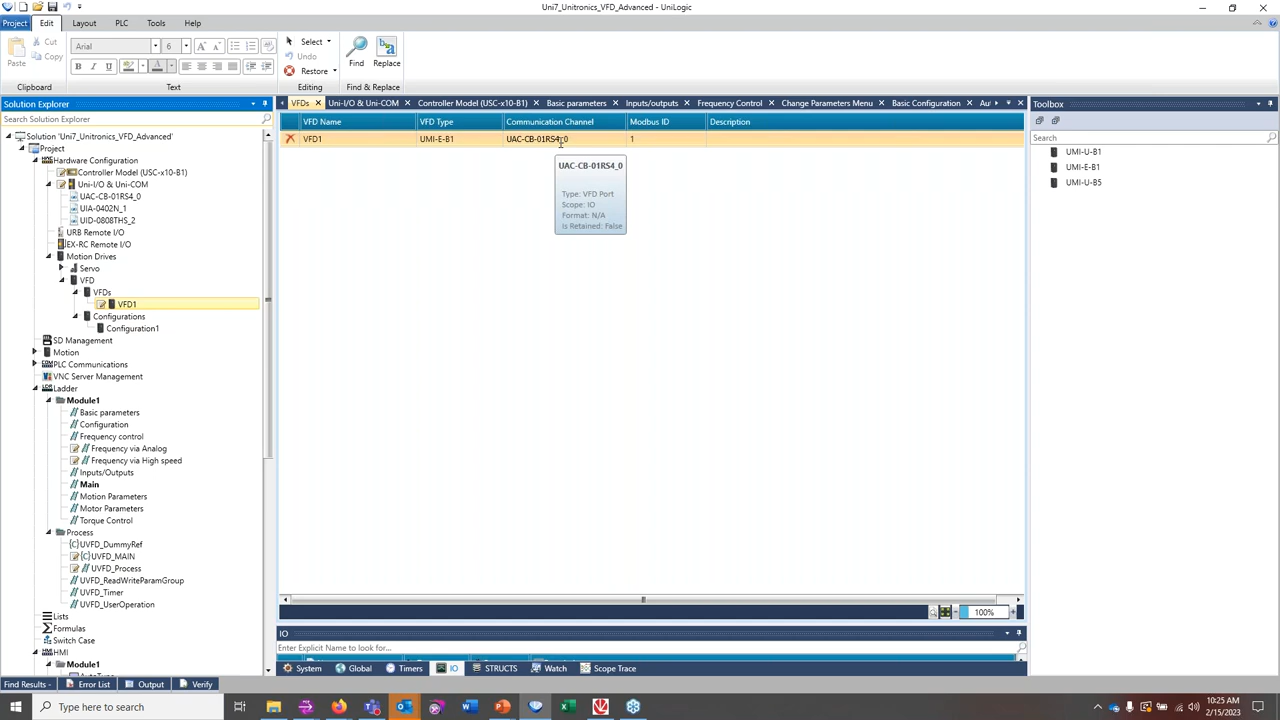 Uni7_Unitronics_VFD_Advanced - UniLogic
Project Edit Layout PLC Tools Help
Paste
Cut
Copy
Arial 6
B I U
Select
Undo
Restore
Find
Replace
Clipboard Text Editing Find & Replace
Solution Explorer
Search Solution Explorer
Solution 'Uni7_Unitronics_VFD_Advanced'
Project
Hardware Configuration
Controller Model (USC-x10-B1)
Uni-I/O & Uni-COM
UAC-CB-01RS4_0
UIA-0402N_1
UID-0808THS_2
URB Remote I/O
EX-RC Remote I/O
Motion Drives
Servo
VFD
VFDs
VFD1
Configurations
Configuration1
SD Management
Motion
PLC Communications
VNC Server Management
Ladder
Module1
Basic parameters
Configuration
Frequency control
Frequency via Analog
Frequency via High speed
Inputs/Outputs
Main
Motion Parameters
Motor Parameters
Torque Control
Process
UVFD_DummyRef
UVFD_MAIN
UVFD_Process
UVFD_ReadWriteParamGroup
UVFD_Timer
UVFD_UserOperation
Lists
Formulas
Switch Case
HMI
Module1
VFDs Uni-I/O & Uni-COM Controller Model (USC-x10-B1) Basic parameters Inputs/outputs Frequency Control Change Parameters Menu Basic Configuration Au
VFD Name VFD Type Communication Channel Modbus ID Description
VFD1 UMI-E-B1 UAC-CB-01RS4_0 1
UAC-CB-01RS4_0
Type: VFD Port
Scope: IO
Format: N/A
Is Retained: False
100%
IO
Enter Explicit Name to look for...
System Global Timers IO STRUCTS Watch Scope Trace
Toolbox
Search
UMI-U-B1
UMI-E-B1
UMI-U-B5
Find Results - Error List Output Verify
Type here to search
10:25 AM
2/15/2023